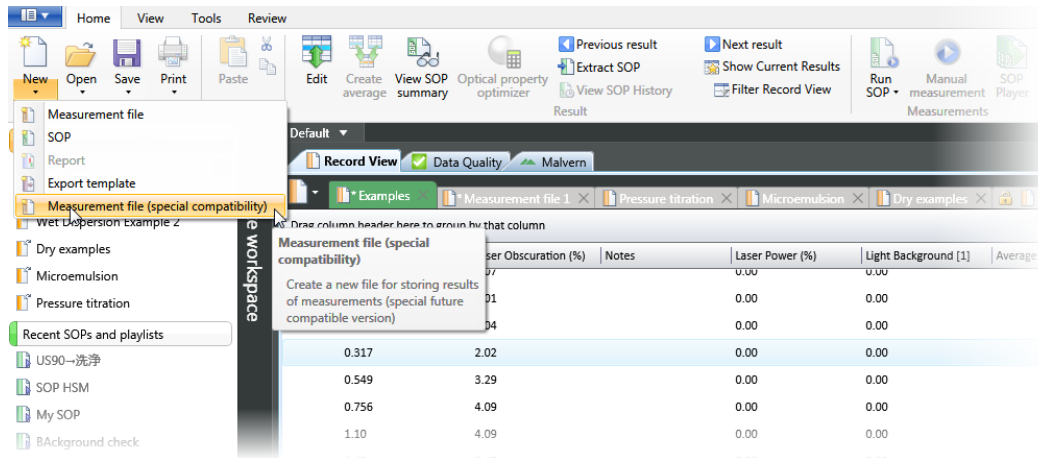 Home View Tools Review
New Open Save Print Paste
Edit Create average View SOP summary Optical property optimizer
Previous result
Extract SOP
View SOP History
Next result
Show Current Results
Filter Record View
Result
Run SOP Manual measurement SOP Player
Measurements
Measurement file
SOP
Report
Export template
Measurement file (special compatibility)
Wet Dispersion Example 2
Dry examples
Microemulsion
Pressure titration
Recent SOPs and playlists
US90→洗浄
SOP HSM
My SOP
BAckground check
workspace
Default
Record View Data Quality Malvern
* Examples * Measurement file 1 Pressure titration Microemulsion Dry examples
Drag column header here to group by that column
Measurement file (special
compatibility)
Create a new file for storing results
of measurements (special future
compatible version)
Obscuration (%) Notes Laser Power (%) Light Background [1] Average
0.00 0.00
0.00 0.00
0.00 0.00
0.317 2.02 0.00 0.00
0.549 3.29 0.00 0.00
0.756 4.09 0.00 0.00
1.10 4.09 0.00 0.00